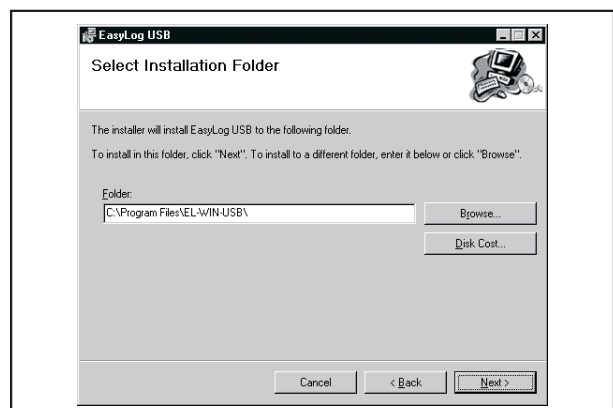 EasyLog USB
Select Installation Folder
The installer will install EasyLog USB to the following folder.
To install in this folder, click "Next". To install to a different folder, enter it below or click "Browse".
Folder:
C:\Program Files\EL-WIN-USB\
Browse...
Disk Cost...
Cancel
< Back
Next >